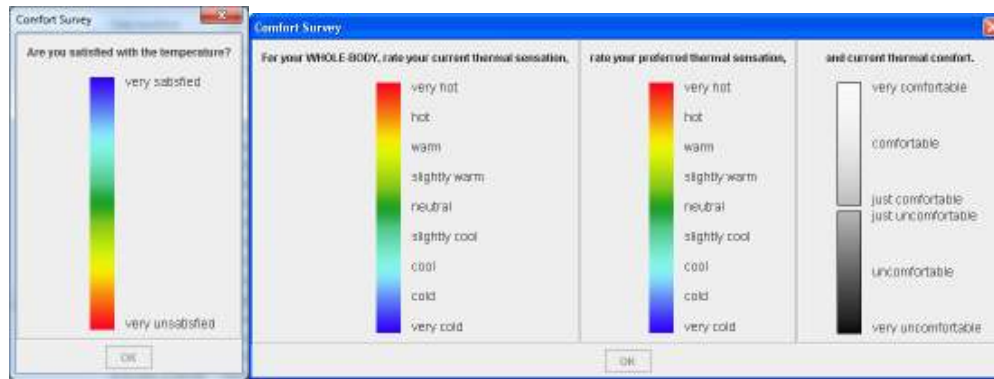 Comfort Survey
Are you satisfied with the temperature?
very satisfied
very unsatisfied
OK
Comfort Survey
For your WHOLE-BODY, rate your current thermal sensation,
very hot
hot
warm
slightly warm
neutral
slightly cool
cool
cold
very cold
rate your preferred thermal sensation,
very hot
hot
warm
slightly warm
neutral
slightly cool
cool
cold
very cold
and current thermal comfort.
very comfortable
comfortable
just comfortable
just uncomfortable
uncomfortable
very uncomfortable
OK